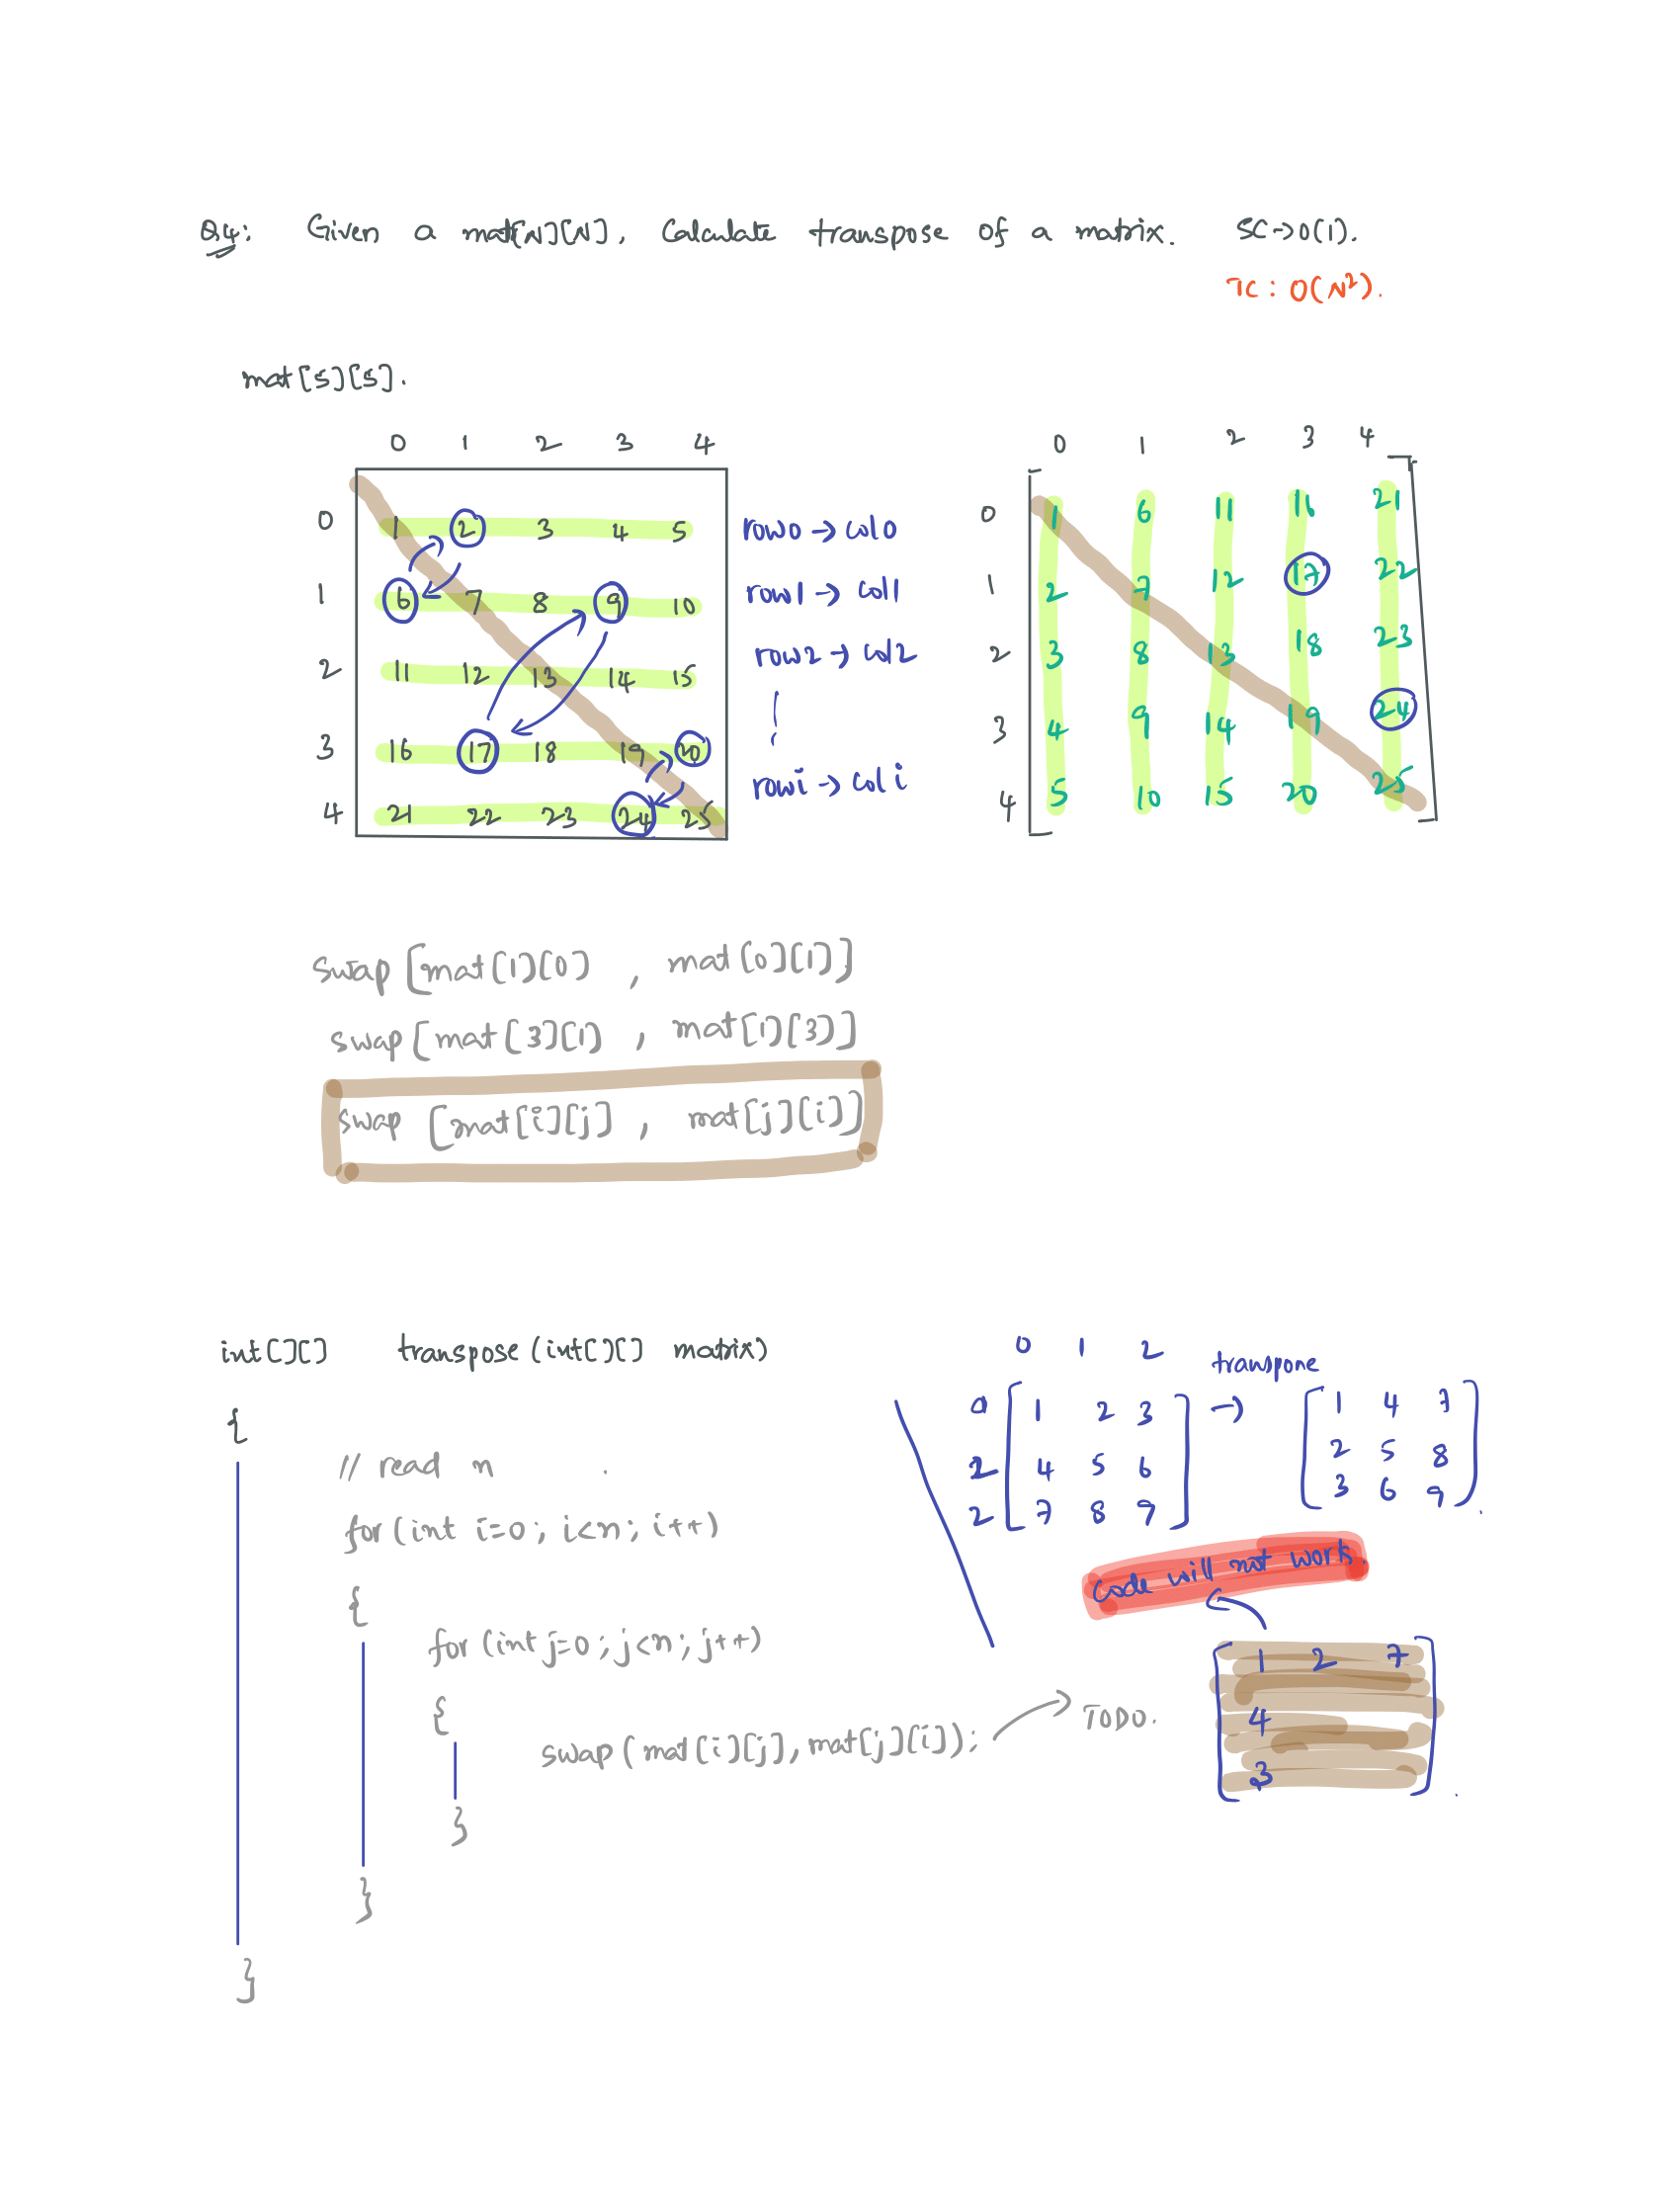 Q4: Given a mat[N][N], Calculate transpose of a matrix. SC→O(1).
TC: O(N²).
mat[5][5].
0 1 2 3 4
0 1 2 3 4 5 row0 → col0
1 6 7 8 9 10 row1 → col1
2 11 12 13 14 15 row2 → col2
3 16 17 18 19 20
4 21 22 23 24 25 rowi → coli
0 1 2 3 4
0 1 6 11 16 21
1 2 7 12 17 22
2 3 8 13 18 23
3 4 9 14 19 24
4 5 10 15 20 25
swap [mat[1][0] , mat[0][1]]
swap [mat[3][1] , mat[1][3]]
swap [mat[i][j] , mat[j][i]]
int[][] transpose(int[][] matrix)
{
// read n
for(int i=0; i<n; i++)
{
for (int j=0; j<n; j++)
{
swap(mat[i][j], mat[j][i]); → TODO.
}
}
}
0 1 2
0 1 2 3
2 4 5 6
2 7 8 9
transpone
→
1 4 7
2 5 8
3 6 9
Code will not work.
1 2 7
4
3